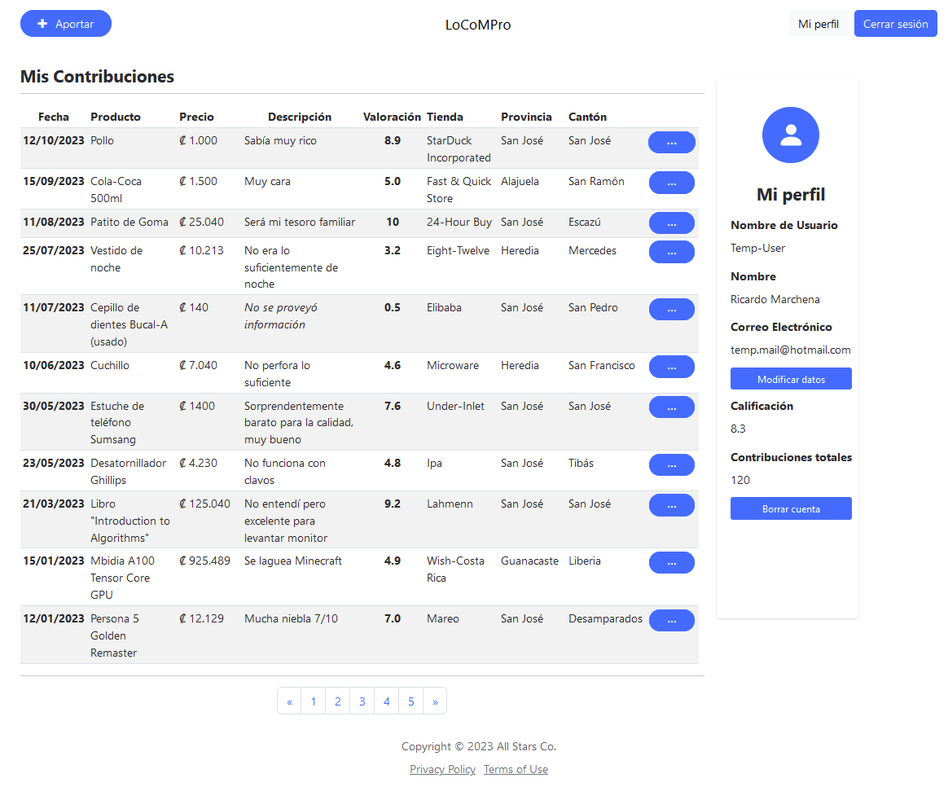 Aportar
LoCoMPro
Mi perfil
Cerrar sesión
Mis Contribuciones
Fecha Producto Precio Descripción Valoración Tienda Provincia Cantón
12/10/2023 Pollo ₡ 1.000 Sabía muy rico 8.9 StarDuck San José San José ...
Incorporated
15/09/2023 Cola-Coca ₡ 1.500 Muy cara 5.0 Fast & Quick Alajuela San Ramón ...
500ml Store
11/08/2023 Patito de Goma ₡ 25.040 Será mi tesoro familiar 10 24-Hour Buy San José Escazú ...
25/07/2023 Vestido de ₡ 10.213 No era lo 3.2 Eight-Twelve Heredia Mercedes ...
noche suficientemente de
noche
11/07/2023 Cepillo de ₡ 140 No se proveyó 0.5 Elibaba San José San Pedro ...
dientes Bucal-A información
(usado)
10/06/2023 Cuchillo ₡ 7.040 No perfora lo 4.6 Microware Heredia San Francisco ...
suficiente
30/05/2023 Estuche de ₡ 1400 Sorprendentemente 7.6 Under-Inlet San José San José ...
teléfono barato para la calidad,
Sumsang muy bueno
23/05/2023 Desatornillador ₡ 4.230 No funciona con 4.8 Ipa San José Tibás ...
Ghillips clavos
21/03/2023 Libro ₡ 125.040 No entendí pero 9.2 Lahmenn San José San José ...
"Introduction to excelente para
Algorithms" levantar monitor
15/01/2023 Mbidia A100 ₡ 925.489 Se laguea Minecraft 4.9 Wish-Costa Guanacaste Liberia ...
Tensor Core Rica
GPU
12/01/2023 Persona 5 ₡ 12.129 Mucha niebla 7/10 7.0 Mareo San José Desamparados ...
Golden
Remaster
« 1 2 3 4 5 »
Mi perfil
Nombre de Usuario
Temp-User
Nombre
Ricardo Marchena
Correo Electrónico
temp.mail@hotmail.com
Modificar datos
Calificación
8.3
Contribuciones totales
120
Borrar cuenta
Copyright © 2023 All Stars Co.
Privacy Policy Terms of Use